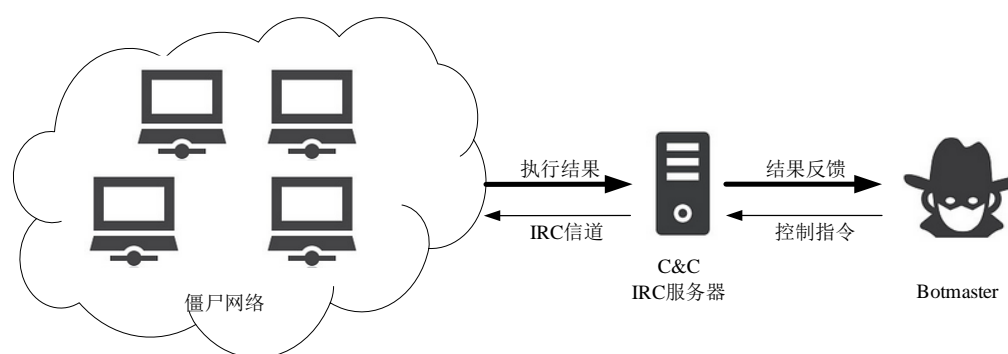 执行结果
IRC信道
僵尸网络
C&C
IRC服务器
结果反馈
控制指令
Botmaster